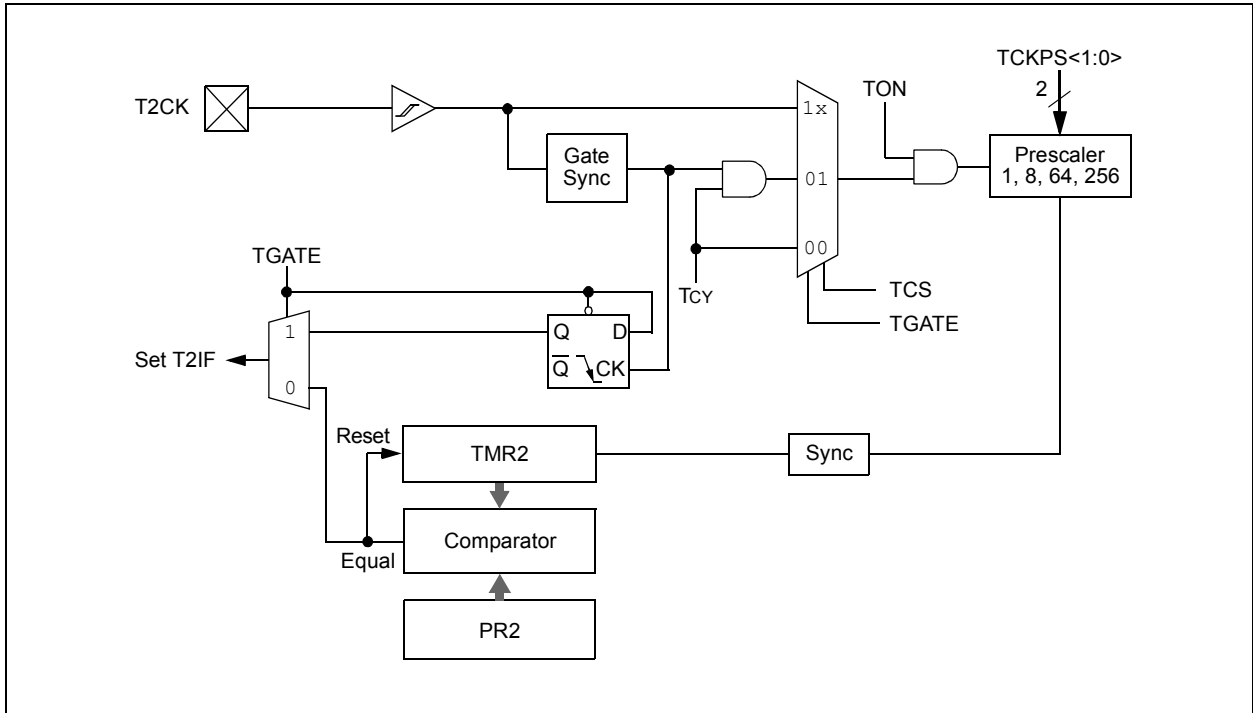 TCKPS<1:0>
2
T2CK
TON
1x
Prescaler
1, 8, 64, 256
Gate
Sync
01
00
TGATE
TCY
TCS
TGATE
1
Q
D
Set T2IF
Q
CK
0
Reset
TMR2
Sync
Comparator
Equal
PR2